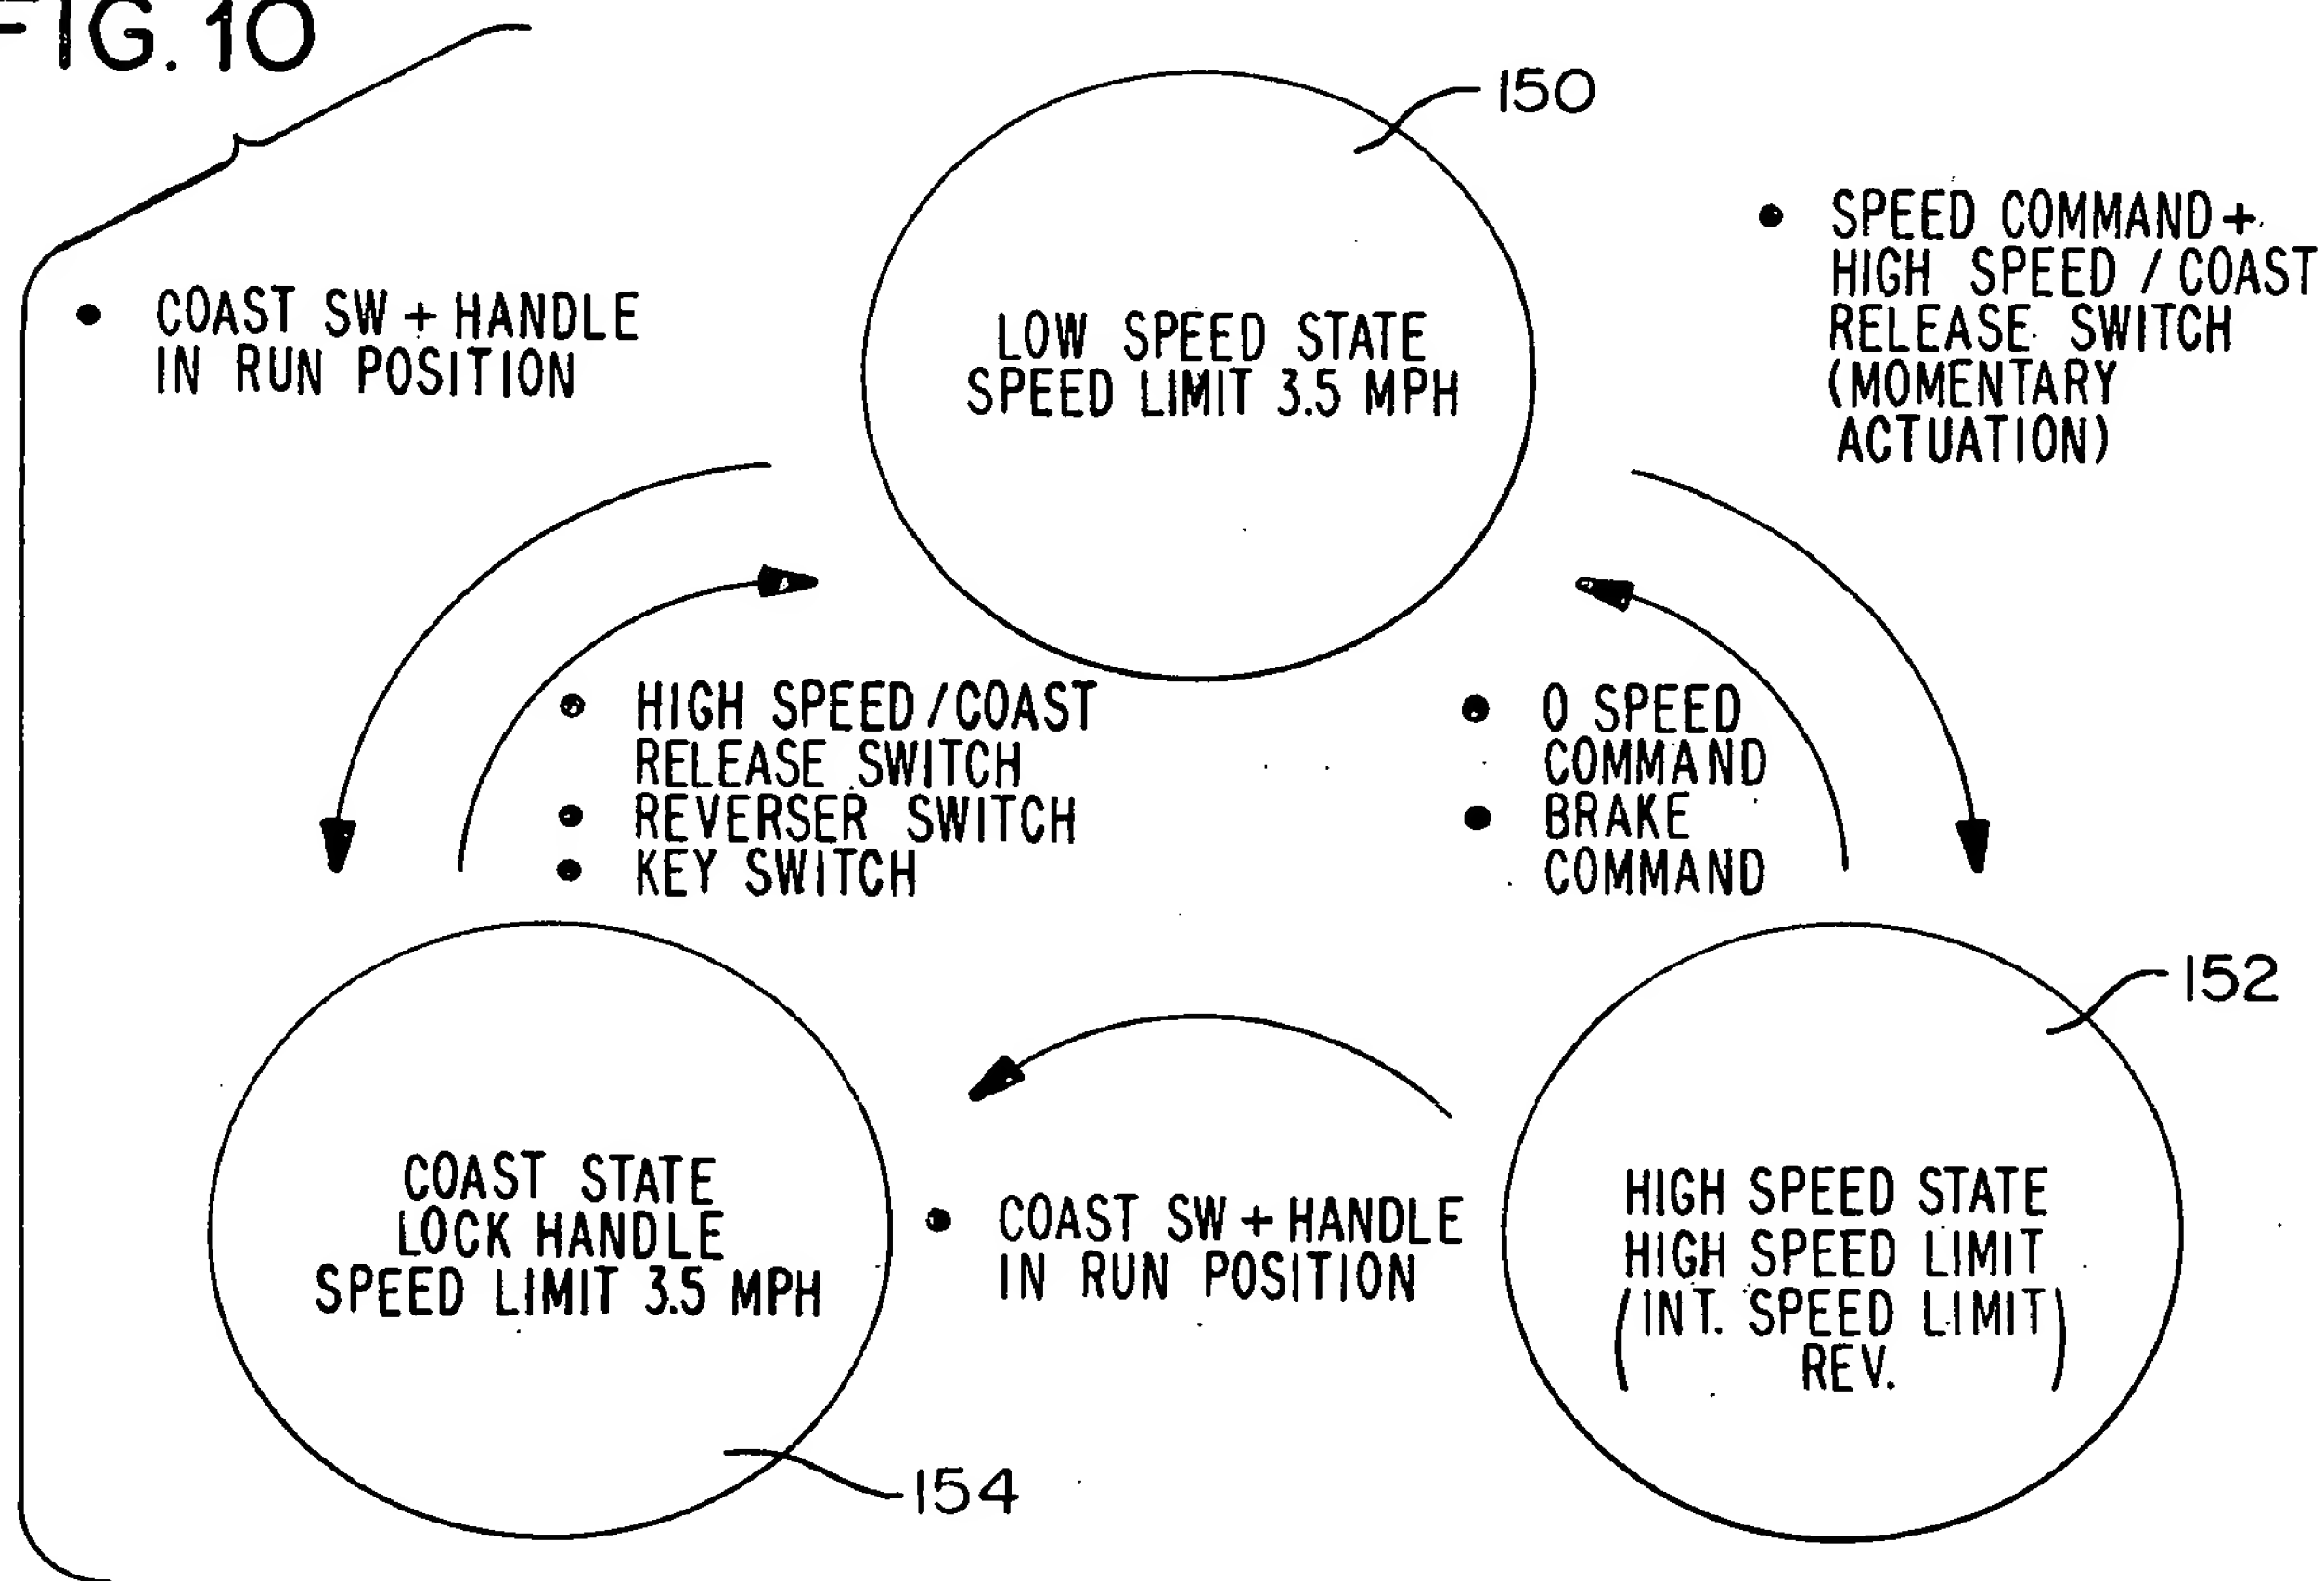 FIG. 10
150
• SPEED COMMAND +
HIGH SPEED / COAST
RELEASE SWITCH
(MOMENTARY
ACTUATION)
• COAST SW + HANDLE
IN RUN POSITION
LOW SPEED STATE
SPEED LIMIT 3.5 MPH
• HIGH SPEED / COAST
RELEASE SWITCH
• REVERSER SWITCH
• KEY SWITCH
• 0 SPEED
COMMAND
• BRAKE
COMMAND
152
COAST STATE
LOCK HANDLE
SPEED LIMIT 3.5 MPH
154
• COAST SW + HANDLE
IN RUN POSITION
HIGH SPEED STATE
HIGH SPEED LIMIT
(INT. SPEED LIMIT)
REV.